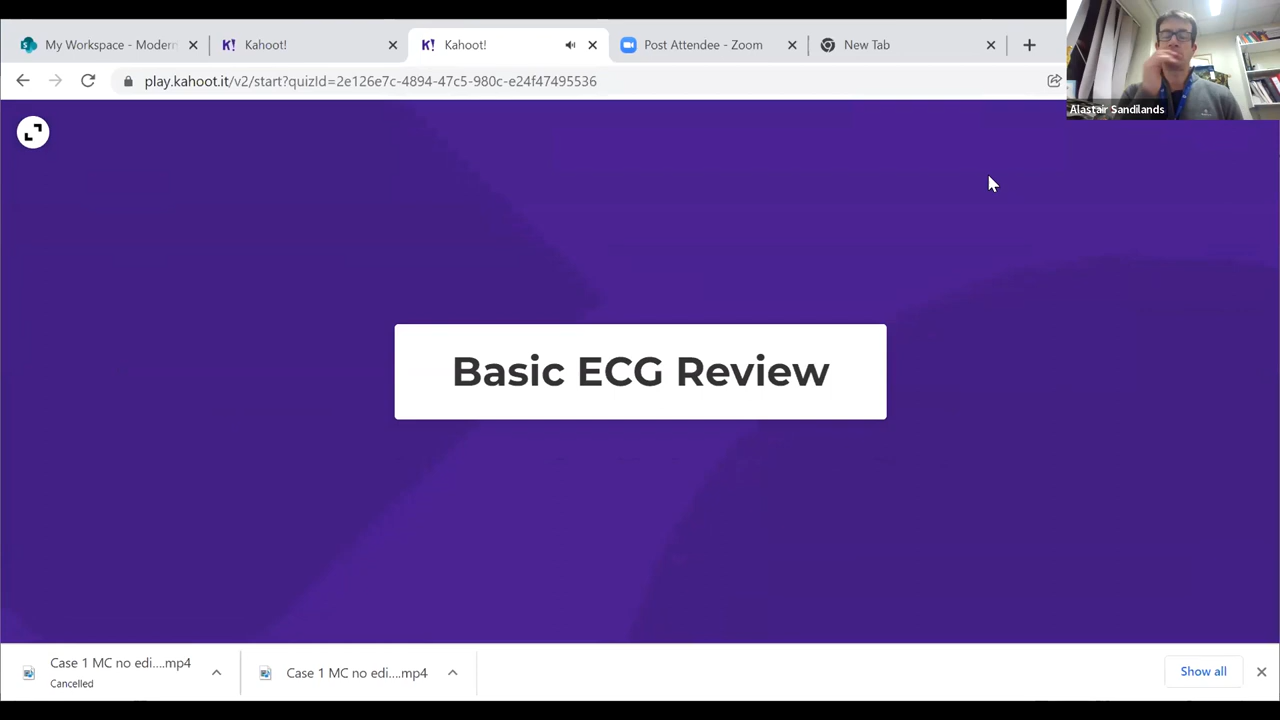 My Workspace - Modern
K! Kahoot!
K! Kahoot!
Post Attendee - Zoom
New Tab
play.kahoot.it/v2/start?quizId=2e126e7c-4894-47c5-980c-e24f47495536
Alastair Sandilands
Basic ECG Review
Case 1 MC no edi....mp4
Cancelled
Case 1 MC no edi....mp4
Show all